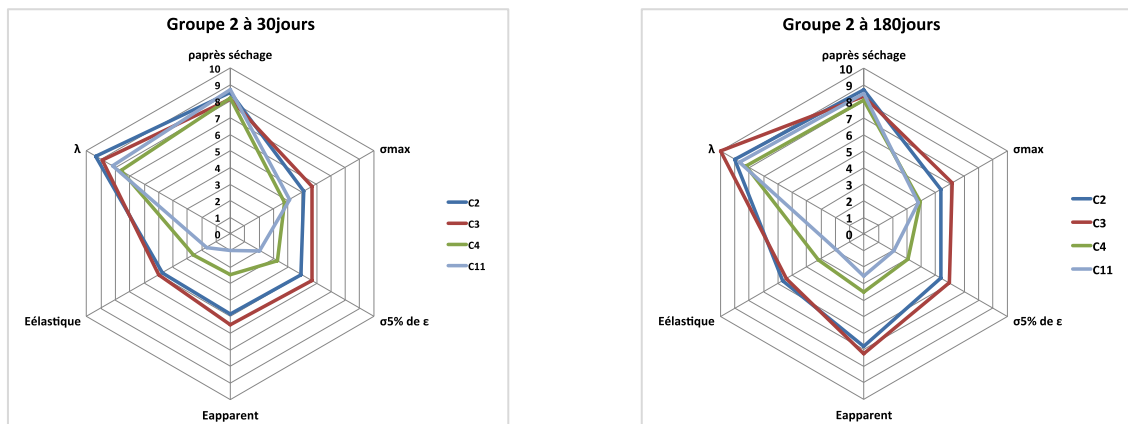 Groupe 2 à 30jours
ρaprès séchage
10
9
8
7
6
5
4
3
2
1
0
λ
σmax
Eélastique
σ5% de ε
Eapparent
C2
C3
C4
C11
Groupe 2 à 180jours
ρaprès séchage
10
9
8
7
6
5
4
3
2
1
0
λ
σmax
Eélastique
σ5% de ε
Eapparent
C2
C3
C4
C11